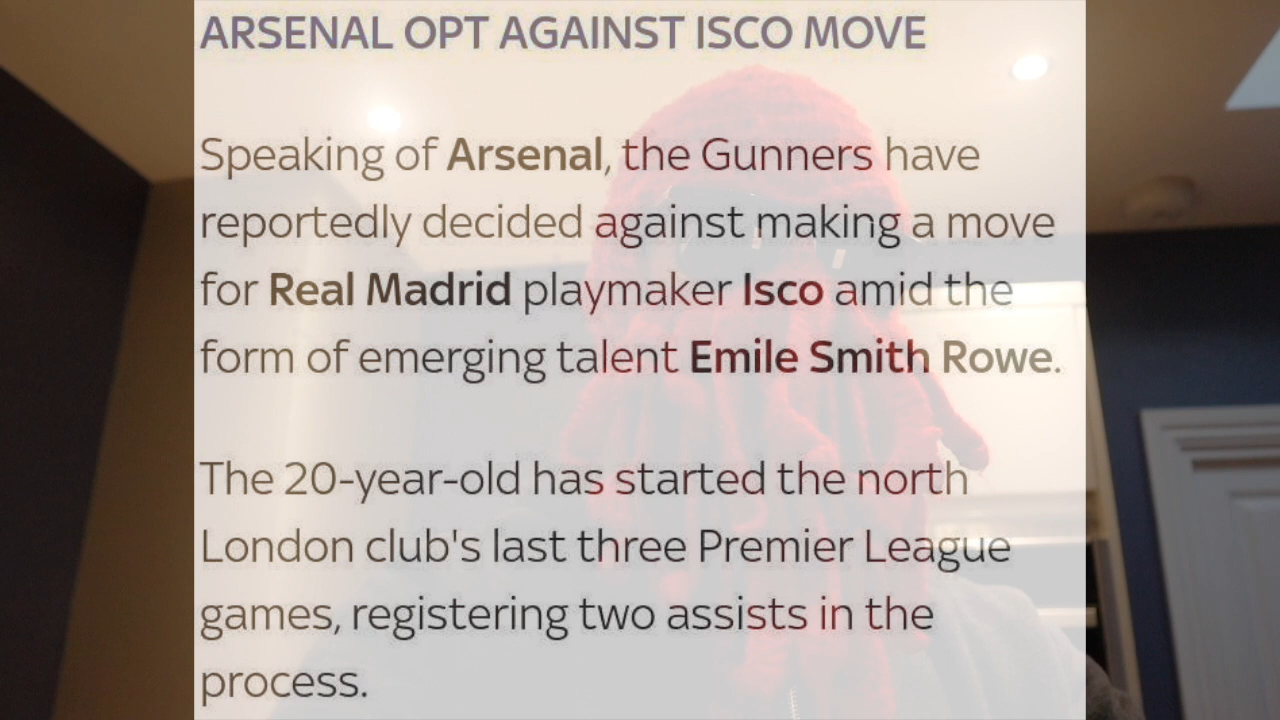 ARSENAL OPT AGAINST ISCO MOVE
Speaking of Arsenal, the Gunners have
reportedly decided against making a move
for Real Madrid playmaker Isco amid the
form of emerging talent Emile Smith Rowe.
The 20-year-old has started the north
London club's last three Premier League
games, registering two assists in the
process.